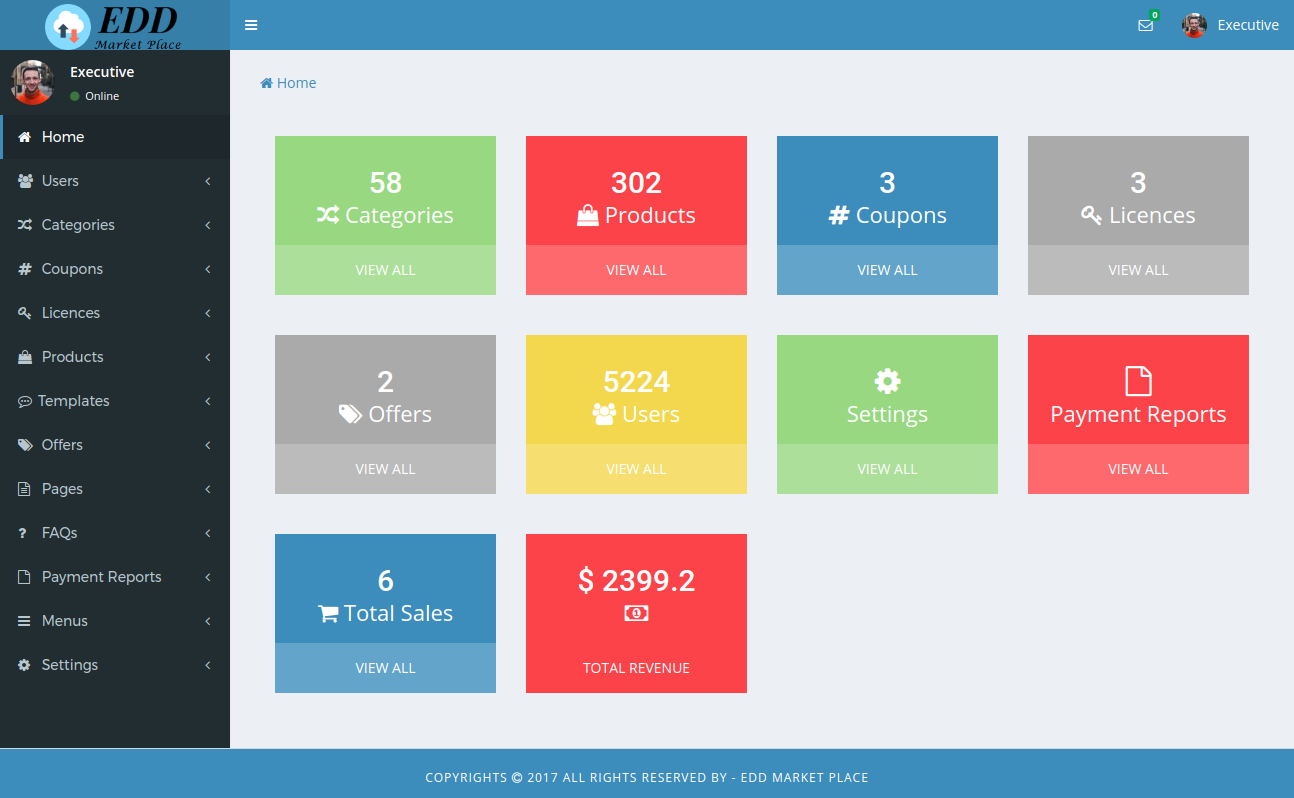 EDD
Market Place
0
Executive
Executive
Online
Home
Users
Categories
Coupons
Licences
Products
Templates
Offers
Pages
FAQs
Payment Reports
Menus
Settings
Home
58
Categories
VIEW ALL
302
Products
VIEW ALL
3
# Coupons
VIEW ALL
3
Licences
VIEW ALL
2
Offers
VIEW ALL
5224
Users
VIEW ALL
Settings
VIEW ALL
Payment Reports
VIEW ALL
6
Total Sales
VIEW ALL
$ 2399.2
TOTAL REVENUE
COPYRIGHTS © 2017 ALL RIGHTS RESERVED BY - EDD MARKET PLACE